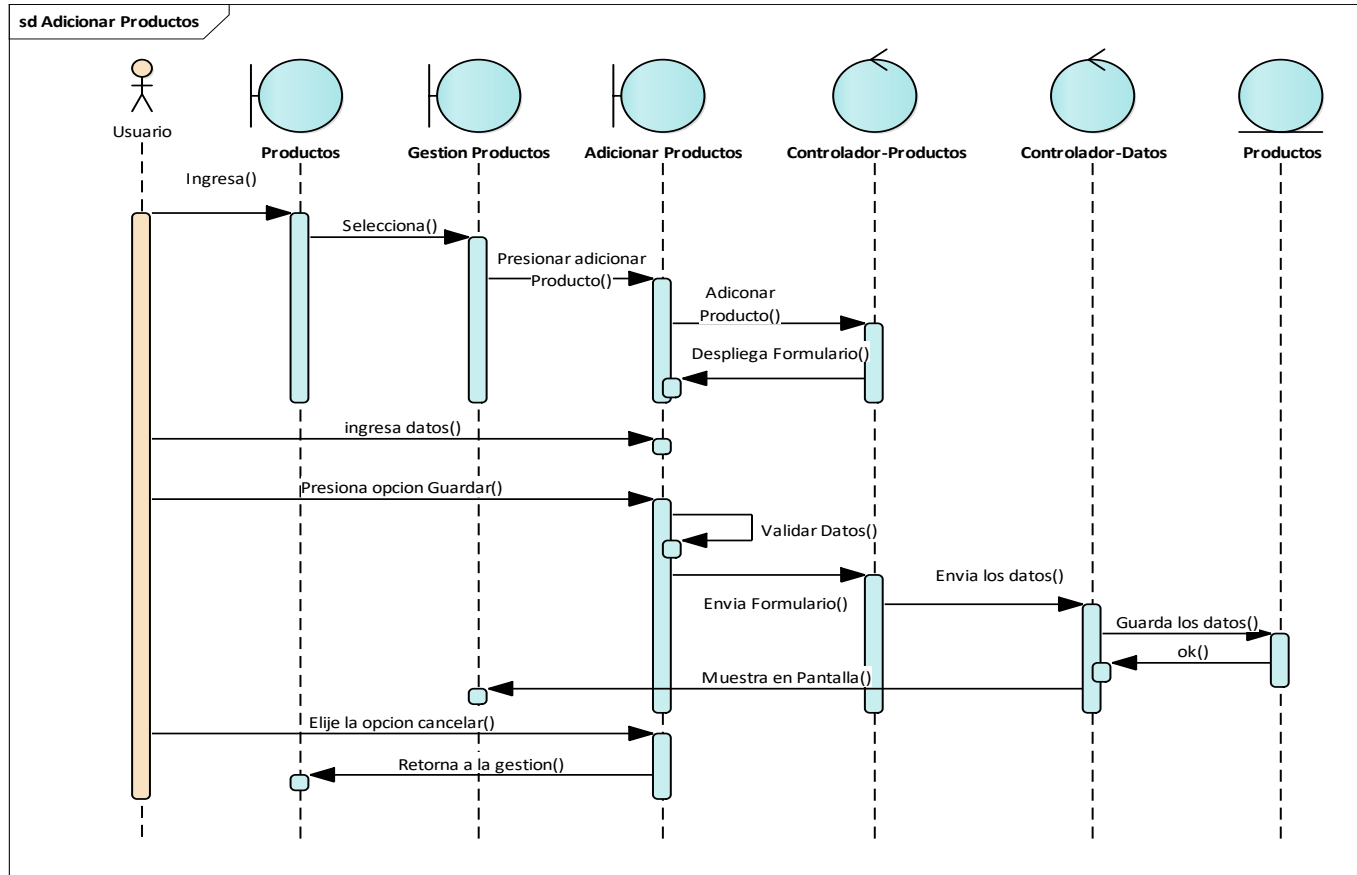 sd Adicionar Productos
Usuario
Productos
Gestion Productos
Adicionar Productos
Controlador-Productos
Controlador-Datos
Productos
Ingresa()
Selecciona()
Presionar adicionar
Producto()
Adiconar
Producto()
Despliega Formulario()
ingresa datos()
Presiona opcion Guardar()
Validar Datos()
Envia Formulario()
Envia los datos()
Guarda los datos()
ok()
Muestra en Pantalla()
Elije la opcion cancelar()
Retorna a la gestion()